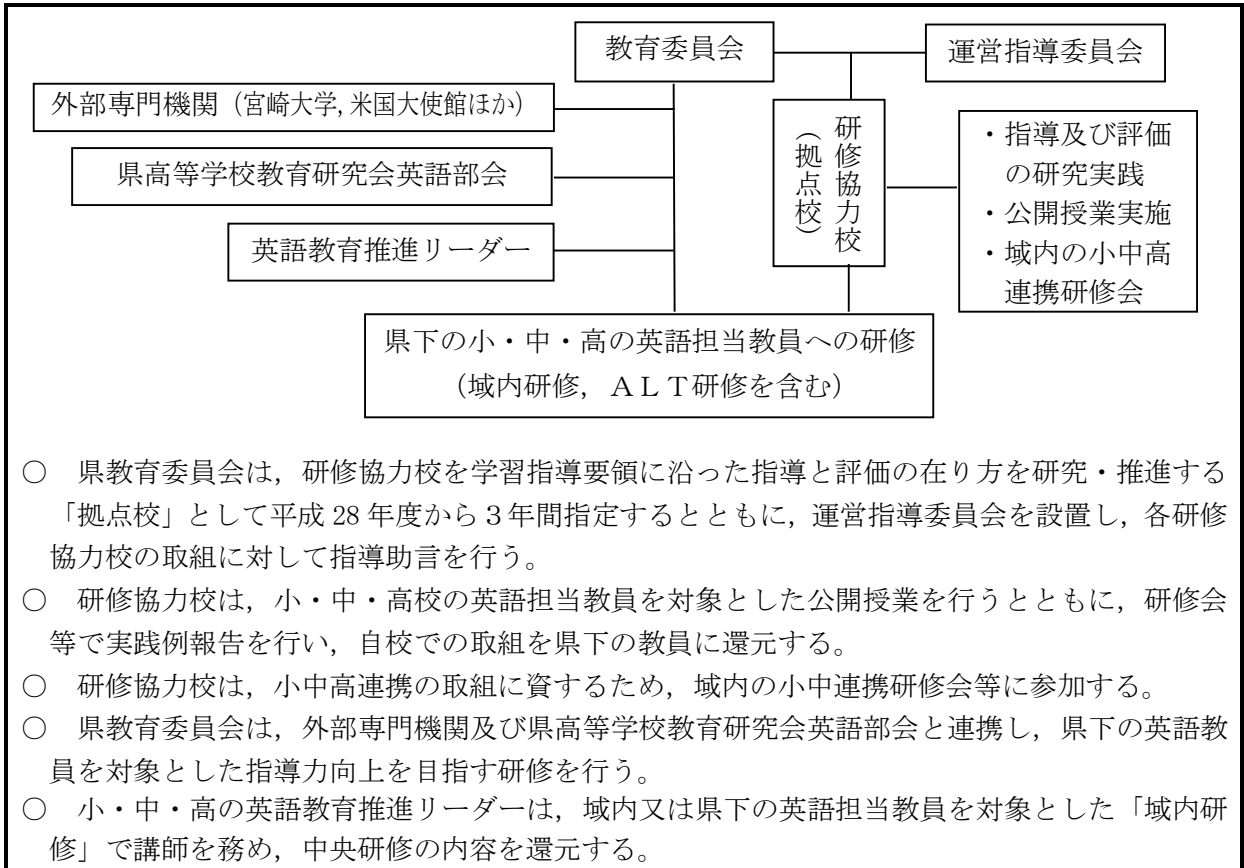 教育委員会
運営指導委員会
外部専門機関（宮崎大学,米国大使館ほか）
県高等学校教育研究会英語部会
英語教育推進リーダー
研修協力校
（拠点校）
・指導及び評価
の研究実践
・公開授業実施
・域内の小中高
連携研修会
県下の小・中・高の英語担当教員への研修
（域内研修，ＡＬＴ研修を含む）
○　県教育委員会は，研修協力校を学習指導要領に沿った指導と評価の在り方を研究・推進する
「拠点校」として平成 28 年度から３年間指定するとともに，運営指導委員会を設置し，各研修
協力校の取組に対して指導助言を行う。
○　研修協力校は，小・中・高校の英語担当教員を対象とした公開授業を行うとともに，研修会
等で実践例報告を行い，自校での取組を県下の教員に還元する。
○　研修協力校は，小中高連携の取組に資するため，域内の小中連携研修会等に参加する。
○　県教育委員会は，外部専門機関及び県高等学校教育研究会英語部会と連携し，県下の英語教
員を対象とした指導力向上を目指す研修を行う。
○　小・中・高の英語教育推進リーダーは，域内又は県下の英語担当教員を対象とした「域内研
修」で講師を務め，中央研修の内容を還元する。